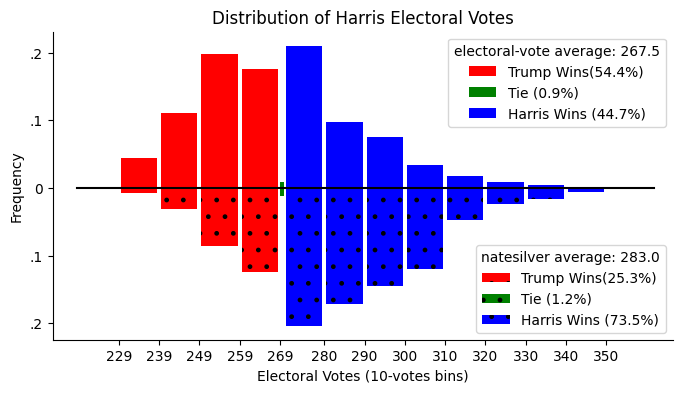 Distribution of Harris Electoral Votes
electoral-vote average: 267.5
Trump Wins(54.4%)
Tie (0.9%)
Harris Wins (44.7%)
.2
.1
0
.1
.2
Frequency
natesilver average: 283.0
Trump Wins(25.3%)
Tie (1.2%)
Harris Wins (73.5%)
229 239 249 259 269 280 290 300 310 320 330 340 350
Electoral Votes (10-votes bins)